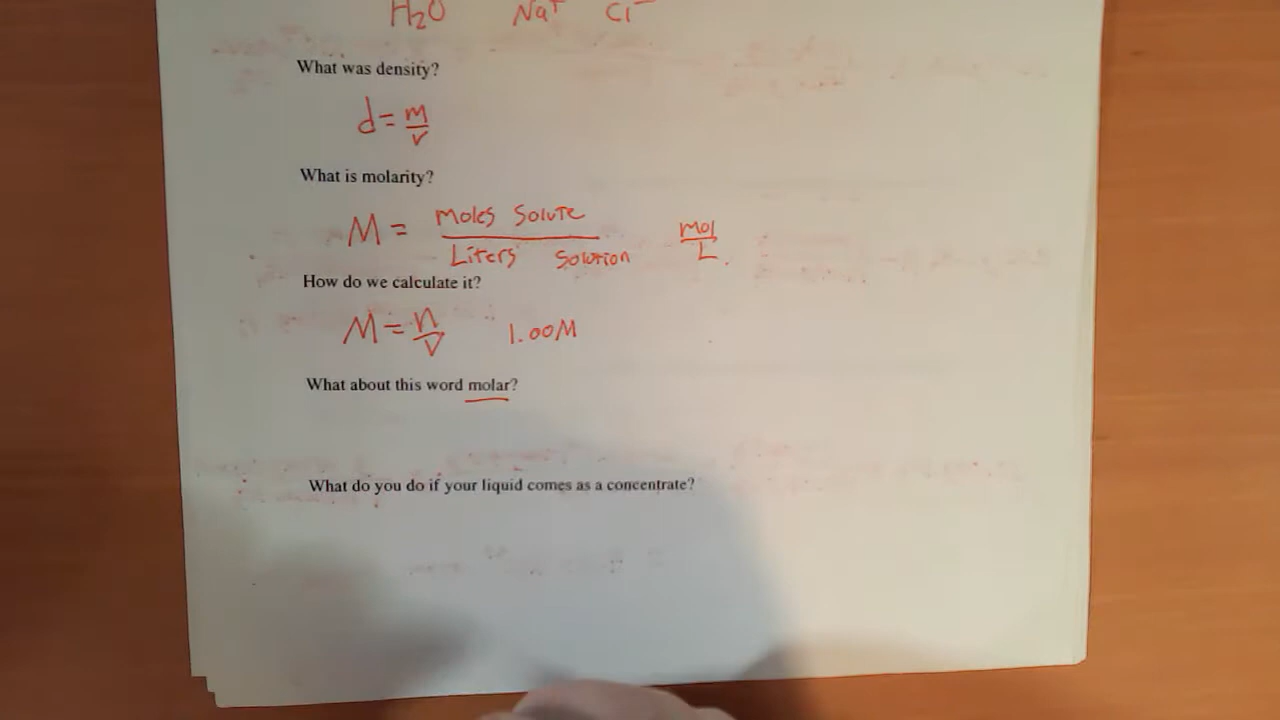 H2O Na+ Cl−
What was density?
d = m/v
What is molarity?
M = Moles Solute / Liters Solution mol/L
How do we calculate it?
M = n/V 1.00M
What about this word molar?
What do you do if your liquid comes as a concentrate?